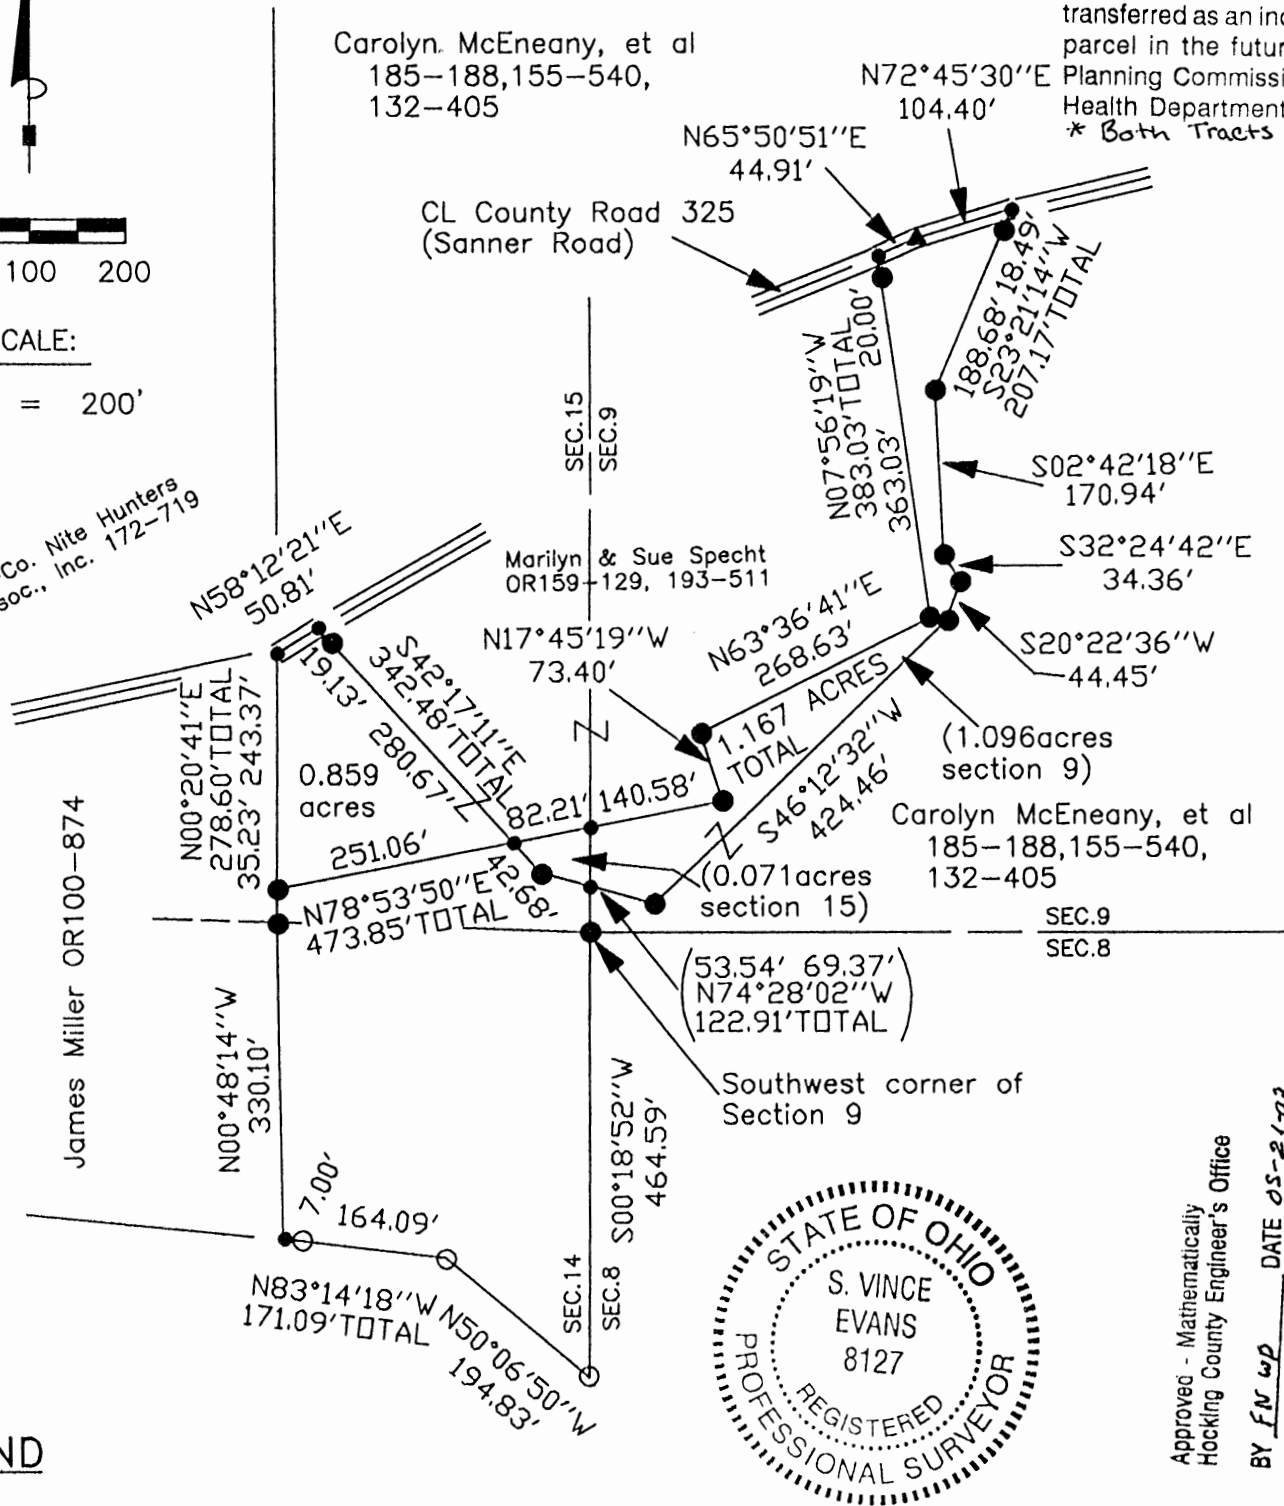 transferred as an
parcel in the
Planning
Health Department
* Both Tracts
Carolyn McEneany, et al
185-188,155-540,
132-405
N72°45'30''E
104.40'
N65°50'51''E
44.91'
CL County Road 325
(Sanner Road)
100 200
= 200'
18.49'
188.68'
S23°21'14''W
207.17'TOTAL
N07°56'19''W
383.03'TOTAL
20.00'
363.03'
SEC.15
SEC.9
S02°42'18''E
170.94'
S32°24'42''E
34.36'
S20°22'36''W
44.45'
Co. Nite Hunters
Inc. 172-719
N58°12'21''E
50.81'
Marilyn & Sue Specht
OR159-129, 193-511
N17°45'19''W
73.40'
N63°36'41''E
268.63'
1.167 ACRES
TOTAL
(1.096acres
section 9)
S46°12'32''W
424.46'
S42°17'11''E
342.48'TOTAL
19.13' 280.67'
42.68'
N00°20'41''E
278.60'TOTAL
35.23' 243.37'
0.859
acres
251.06'
82.21' 140.58'
N78°53'50''E
473.85'TOTAL
(0.071acres
section 15)
Carolyn McEneany, et al
185-188,155-540,
132-405
SEC.9
SEC.8
(53.54' 69.37'
N74°28'02''W
122.91'TOTAL)
Southwest corner of
Section 9
James Miller OR100-874
N00°48'14''W
330.10'
S00°18'52''W
464.59'
7.00'
164.09'
N83°14'18''W
171.09'TOTAL
N50°06'50''W
194.83'
SEC.14
SEC.8
STATE OF OHIO
S. VINCE
EVANS
8127
REGISTERED
PROFESSIONAL SURVEYOR
Approved - Mathematically
Hocking County Engineer's Office
BY DATE